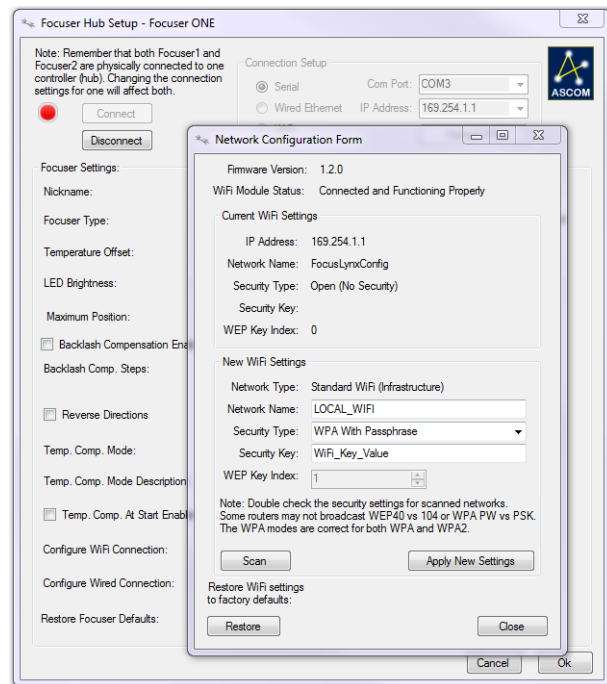 Focuser Hub Setup - Focuser ONE
Note: Remember that both Focuser1 and
Focuser2 are physically connected to one
controller (hub). Changing the connection
settings for one will affect both.
Connect
Disconnect
Connection Setup
Serial
Com Port: COM3
Wired Ethernet
IP Address: 169.254.1.1
ASCOM
Focuser Settings:
Nickname:
Focuser Type:
Temperature Offset:
LED Brightness:
Maximum Position:
Backlash Compensation Ena
Backlash Comp. Steps:
Reverse Directions
Temp. Comp. Mode:
Temp. Comp. Mode Description
Temp. Comp. At Start Enabl
Configure WiFi Connection:
Configure Wired Connection:
Restore Focuser Defaults:
Cancel
Ok
Network Configuration Form
Firmware Version: 1.2.0
WiFi Module Status: Connected and Functioning Properly
Current WiFi Settings
IP Address: 169.254.1.1
Network Name: FocusLynxConfig
Security Type: Open (No Security)
Security Key:
WEP Key Index: 0
New WiFi Settings
Network Type: Standard WiFi (Infrastructure)
Network Name: LOCAL_WIFI
Security Type: WPA With Passphrase
Security Key: WiFi_Key_Value
WEP Key Index: 1
Note: Double check the security settings for scanned networks.
Some routers may not broadcast WEP40 vs 104 or WPA PW vs PSK.
The WPA modes are correct for both WPA and WPA2.
Scan
Apply New Settings
Restore WiFi settings
to factory defaults:
Restore
Close